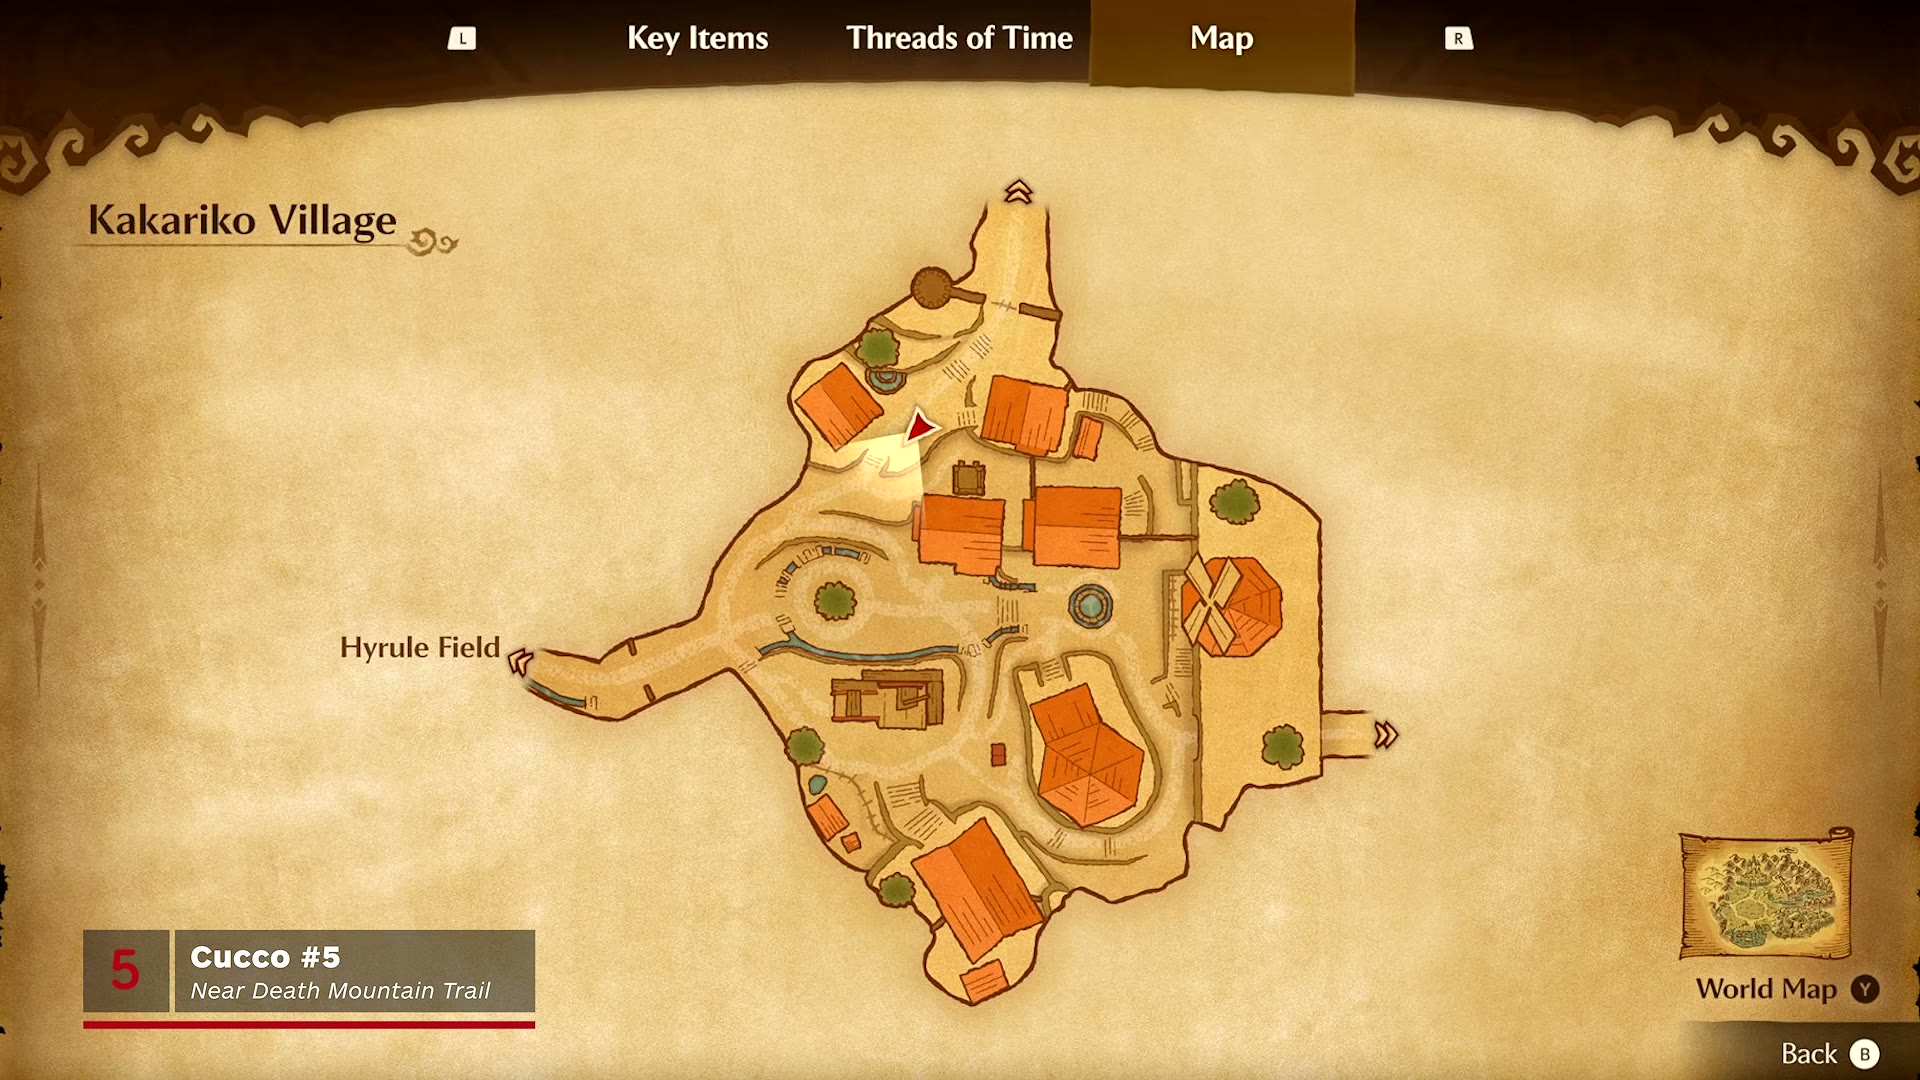 L
Key Items
Threads of Time
Map
R
Kakariko Village
Hyrule Field
5
Cucco #5
Near Death Mountain Trail
World Map Y
Back B